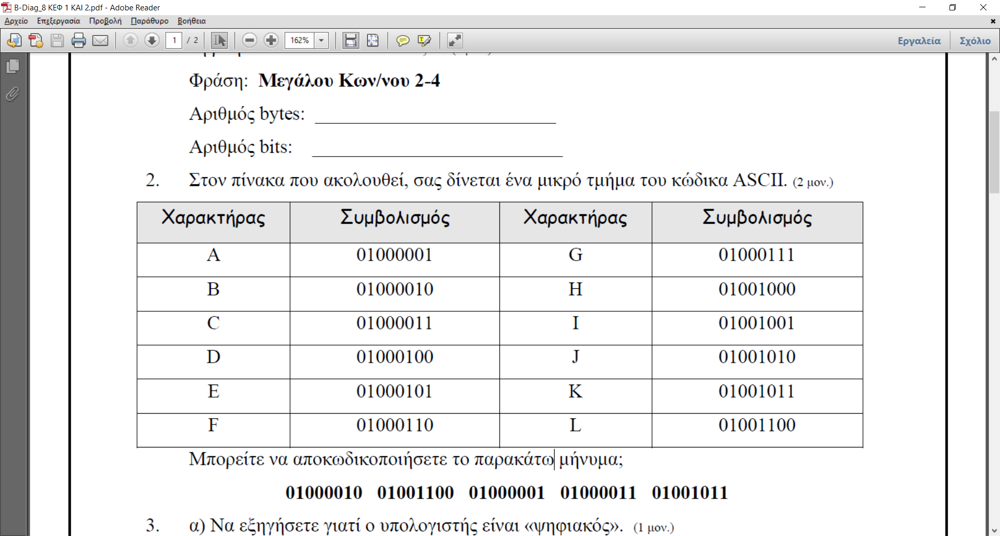 B-Diag_8 ΚΕΦ 1 ΚΑΙ 2.pdf - Adobe Reader
Αρχείο Επεξεργασία Προβολή Παράθυρο Βοήθεια
1 / 2 162% Εργαλεία Σχόλιο
Φράση: Μεγάλου Κων/νου 2-4
Αριθμός bytes:
Αριθμός bits:
2. Στον πίνακα που ακολουθεί, σας δίνεται ένα μικρό τμήμα του κώδικα ASCII. (2 μον.)
Χαρακτήρας Συμβολισμός Χαρακτήρας Συμβολισμός
A 01000001 G 01000111
B 01000010 H 01001000
C 01000011 I 01001001
D 01000100 J 01001010
E 01000101 K 01001011
F 01000110 L 01001100
Μπορείτε να αποκωδικοποιήσετε το παρακάτω μήνυμα;
01000010 01001100 01000001 01000011 01001011
3. α) Να εξηγήσετε γιατί ο υπολογιστής είναι «ψηφιακός». (1 μον.)